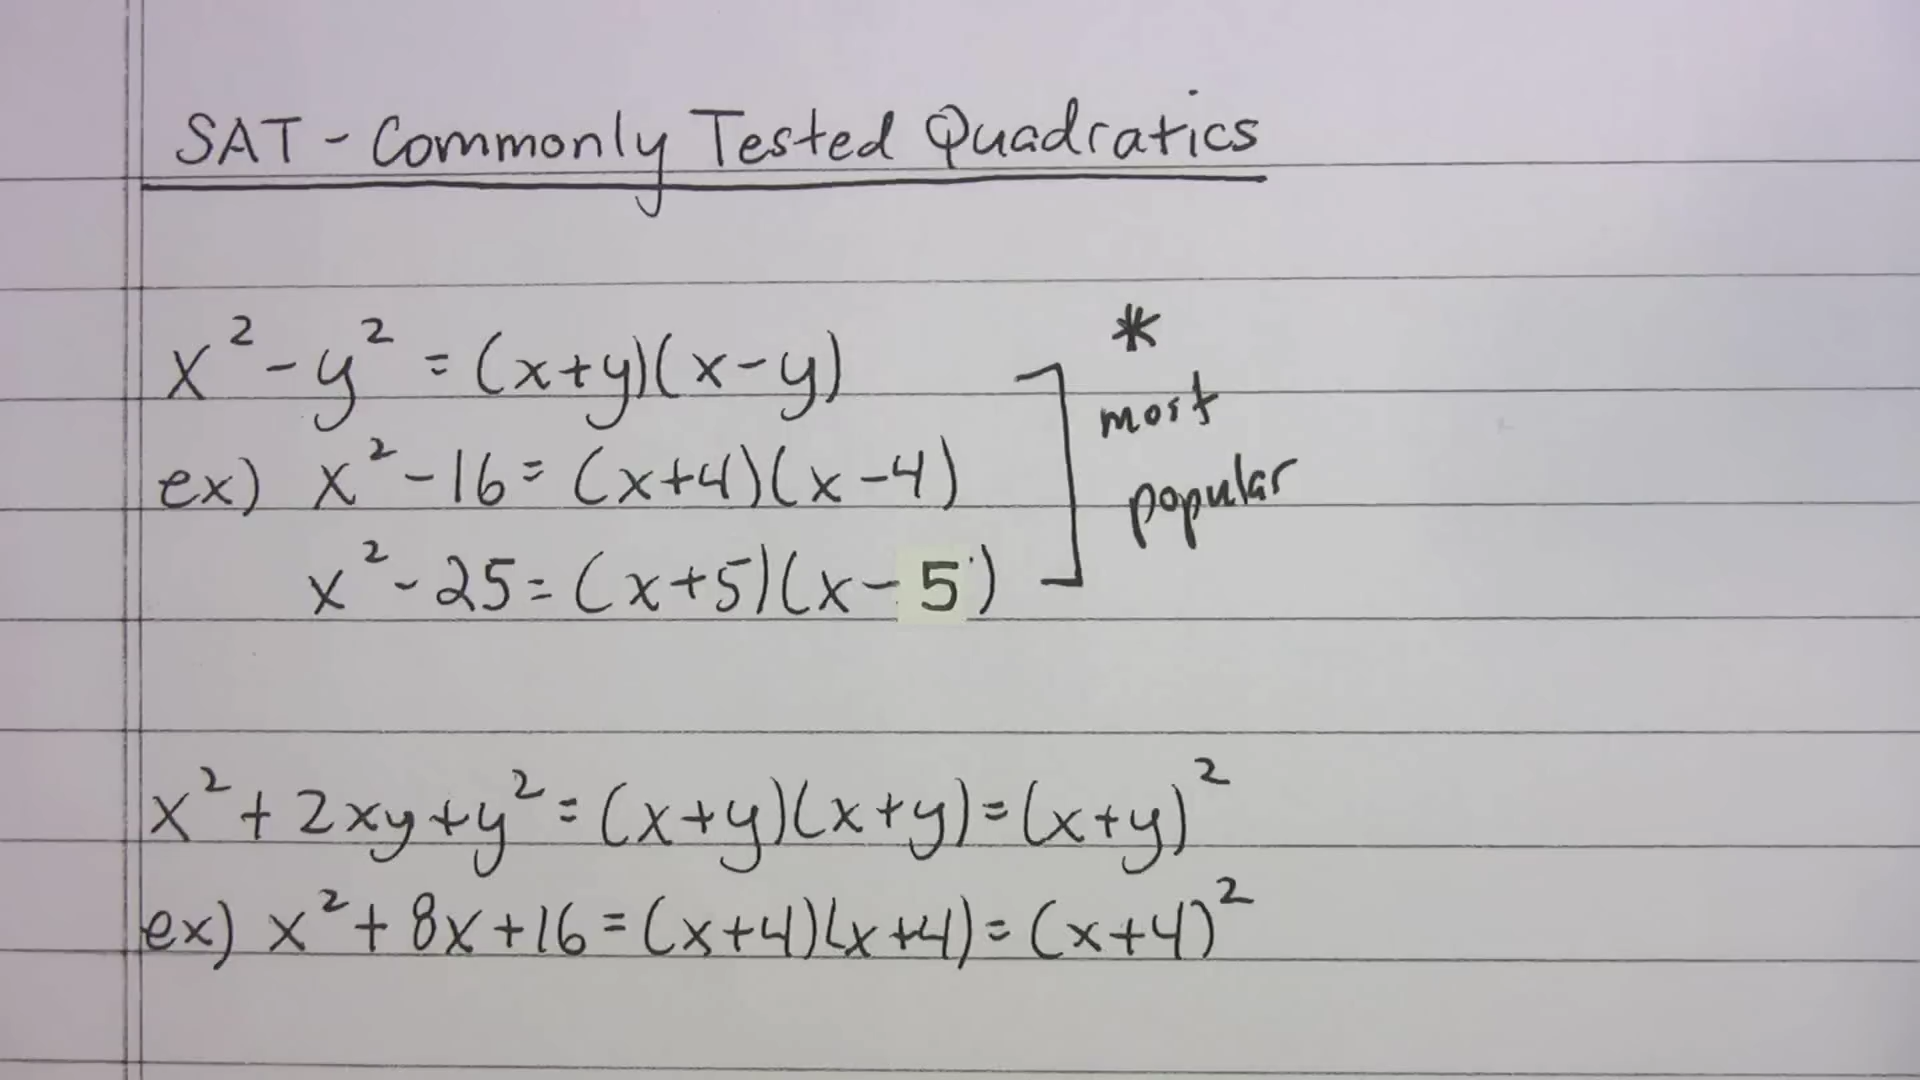 SAT - Commonly Tested Quadratics
x² - y² = (x+y)(x-y)
*
most
popular
ex) x² - 16 = (x+4)(x-4)
x² - 25 = (x+5)(x-5)
x² + 2xy + y² = (x+y)(x+y) = (x+y)²
ex) x² + 8x + 16 = (x+4)(x+4) = (x+4)²